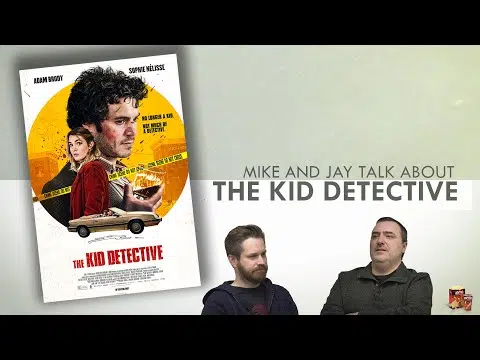 ADAM BRODY
SOPHIE NÉLISSE
NO LONGER A KID.
NOT MUCH OF
A DETECTIVE.
THE KID DETECTIVE
MIKE AND JAY TALK ABOUT
THE KID DETECTIVE